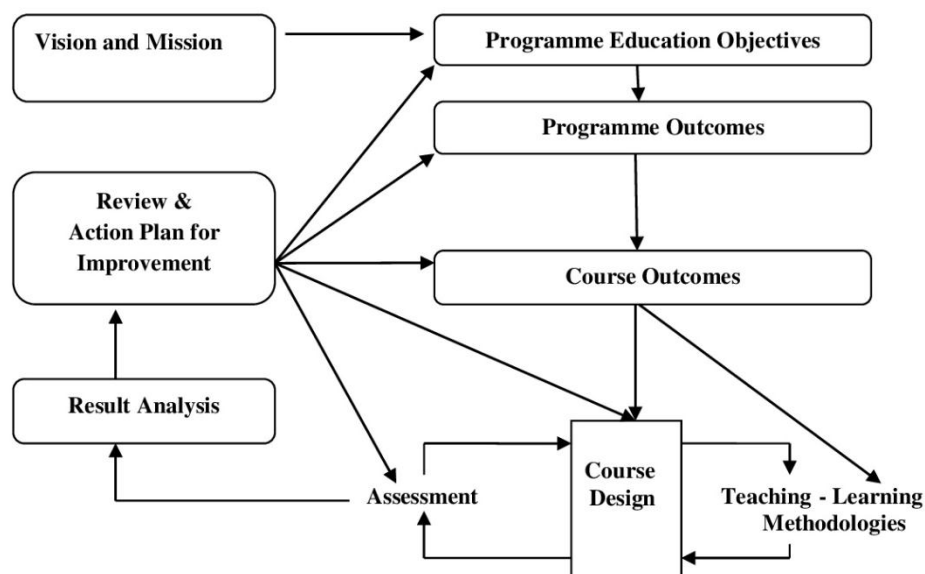 Vision and Mission
Programme Education Objectives
Programme Outcomes
Review &
Action Plan for
Improvement
Course Outcomes
Result Analysis
Assessment
Course
Design
Teaching - Learning
Methodologies